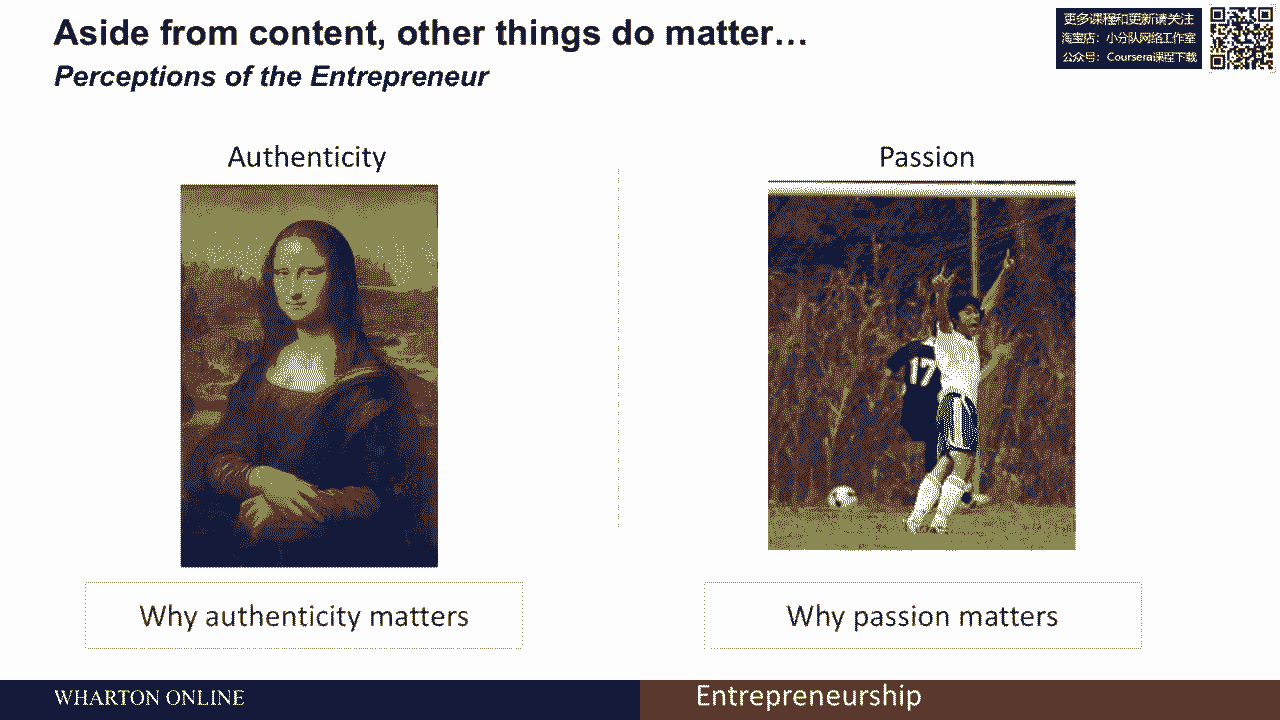 Aside from content, other things do matter…
Perceptions of the Entrepreneur
更多课程和更新请关注
淘宝店：小分队网络工作室
公众号：Coursera课程下载
Authenticity
Passion
17
Why authenticity matters
Why passion matters
WHARTON ONLINE
Entrepreneurship